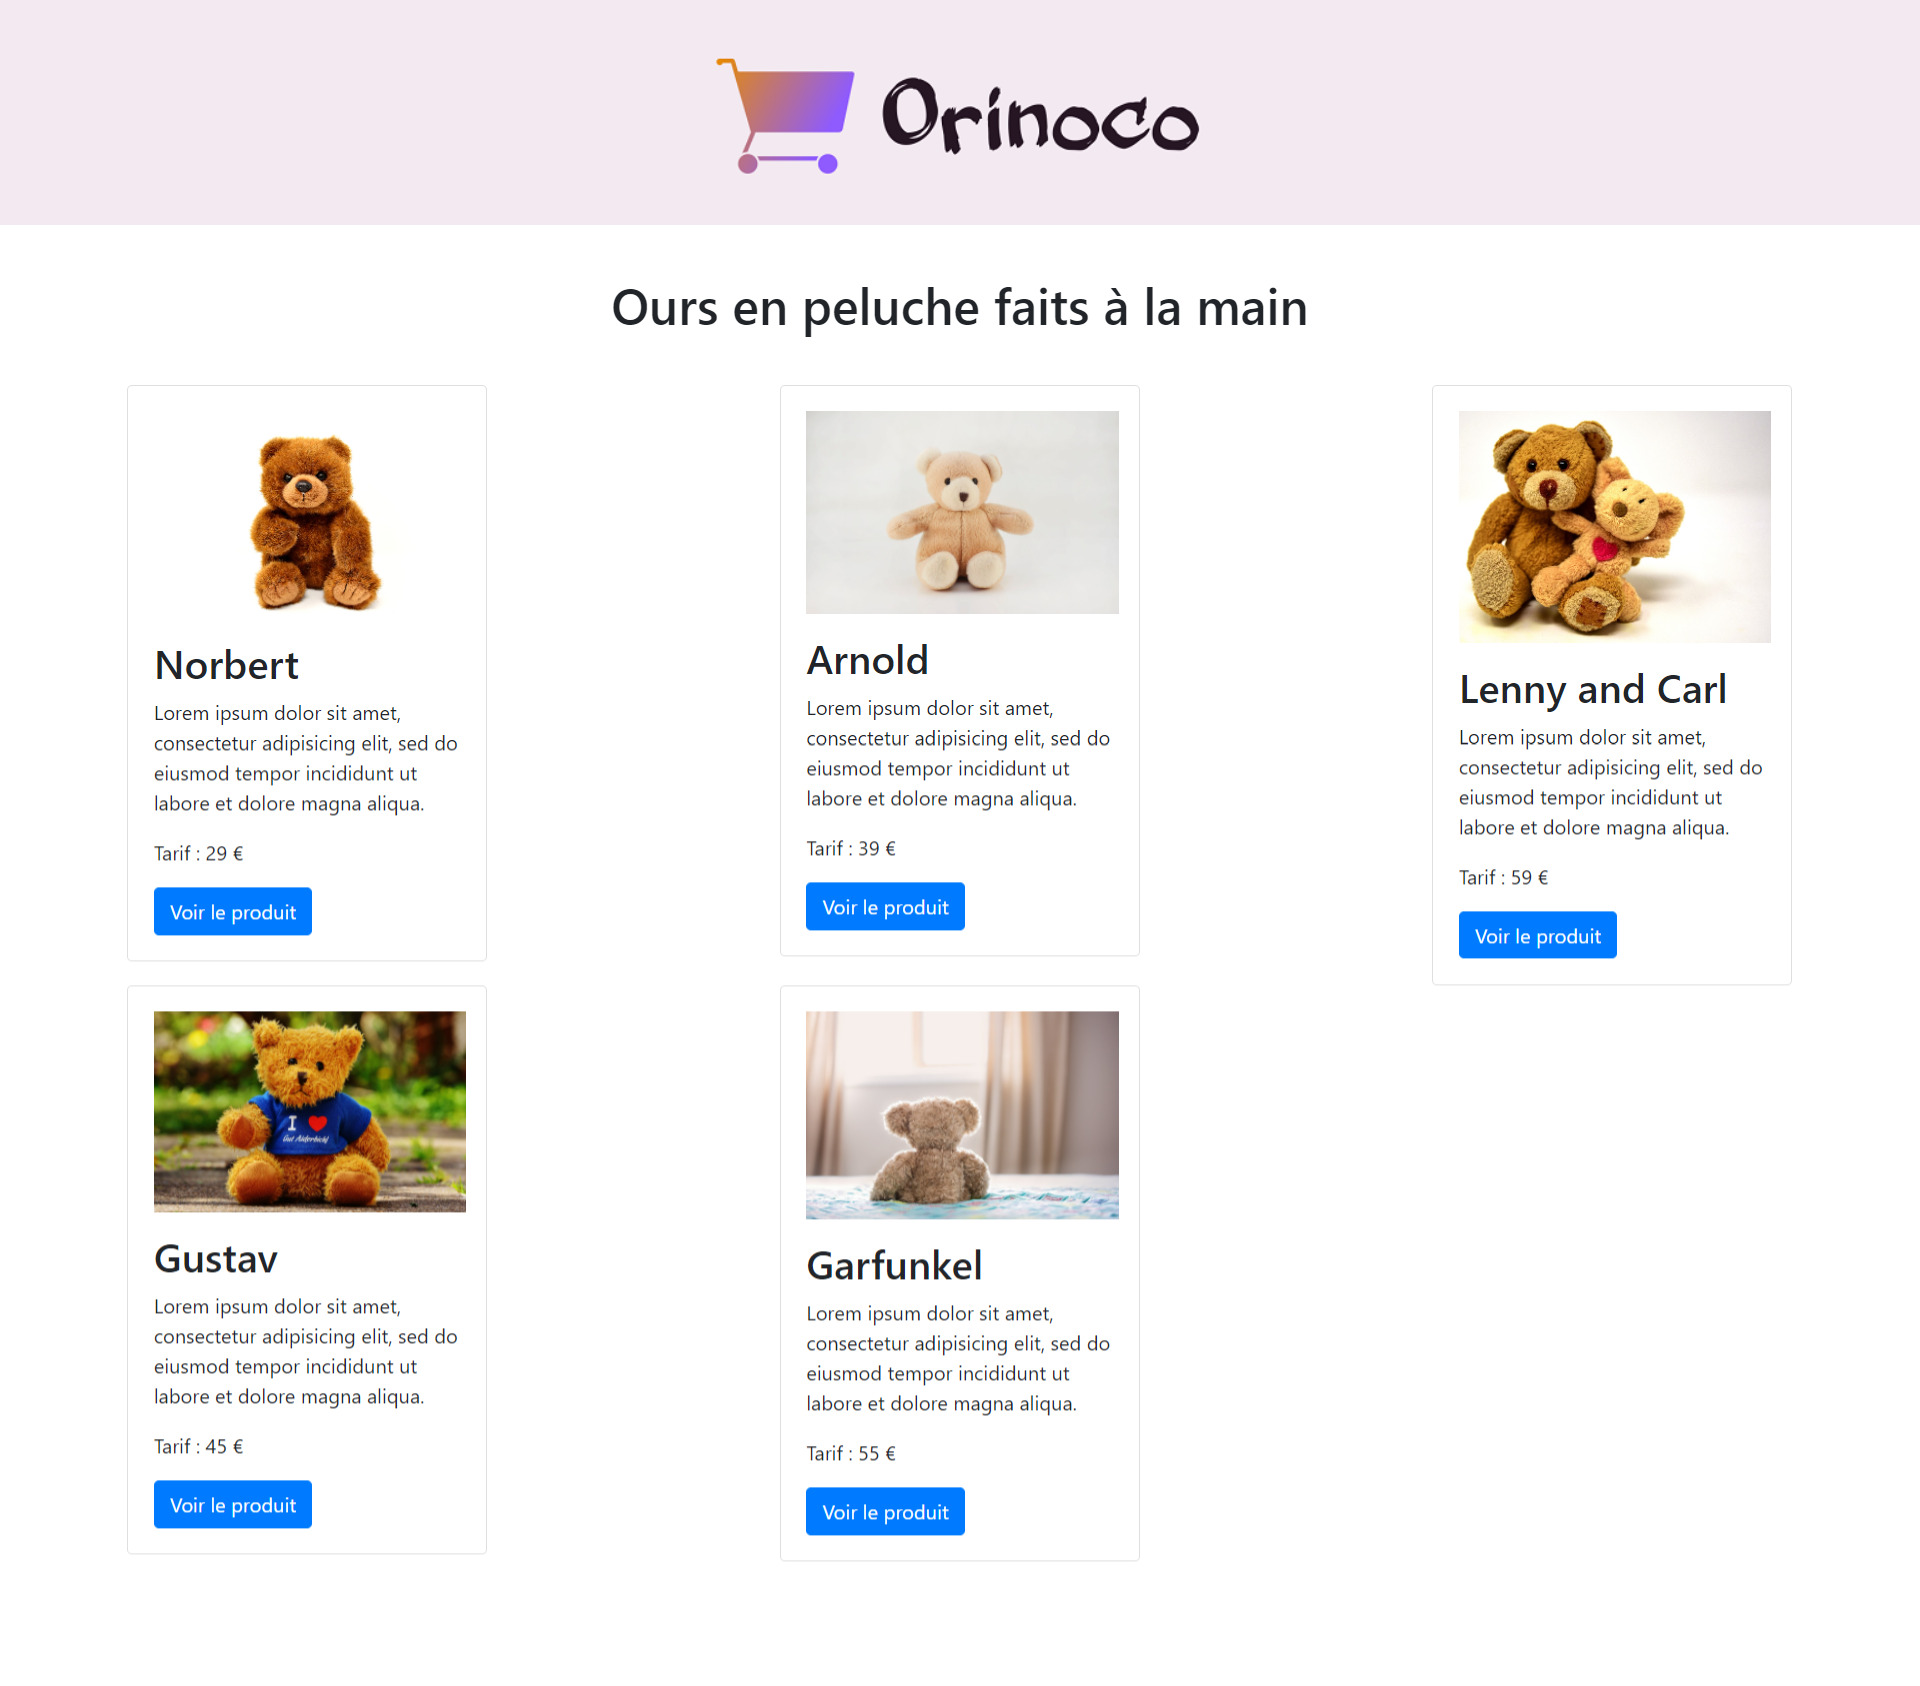 Orinoco
Ours en peluche faits à la main
Norbert
Lorem ipsum dolor sit amet,
consectetur adipisicing elit, sed do
eiusmod tempor incididunt ut
labore et dolore magna aliqua.
Tarif : 29 €
Voir le produit
Arnold
Lorem ipsum dolor sit amet,
consectetur adipisicing elit, sed do
eiusmod tempor incididunt ut
labore et dolore magna aliqua.
Tarif : 39 €
Voir le produit
Lenny and Carl
Lorem ipsum dolor sit amet,
consectetur adipisicing elit, sed do
eiusmod tempor incididunt ut
labore et dolore magna aliqua.
Tarif : 59 €
Voir le produit
I
Gut Aiderbichl
Gustav
Lorem ipsum dolor sit amet,
consectetur adipisicing elit, sed do
eiusmod tempor incididunt ut
labore et dolore magna aliqua.
Tarif : 45 €
Voir le produit
Garfunkel
Lorem ipsum dolor sit amet,
consectetur adipisicing elit, sed do
eiusmod tempor incididunt ut
labore et dolore magna aliqua.
Tarif : 55 €
Voir le produit